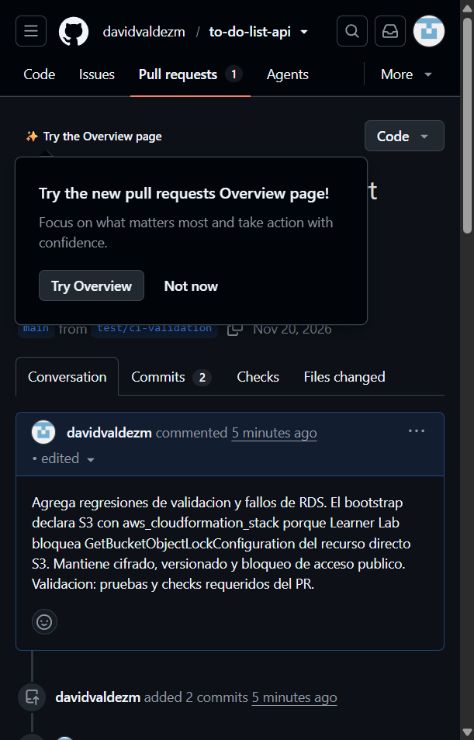 davidvaldezm / to-do-list-api
Code Issues Pull requests 1 Agents More
Try the Overview page
Code
t
Try the new pull requests Overview page!
Focus on what matters most and take action with
confidence.
Try Overview Not now
main from test/ci-validation Nov 20, 2026
Conversation Commits 2 Checks Files changed
davidvaldezm commented 5 minutes ago
• edited
Agrega regresiones de validacion y fallos de RDS. El bootstrap
declara S3 con aws_cloudformation_stack porque Learner Lab
bloquea GetBucketObjectLockConfiguration del recurso directo
S3. Mantiene cifrado, versionado y bloqueo de acceso publico.
Validacion: pruebas y checks requeridos del PR.
davidvaldezm added 2 commits 5 minutes ago